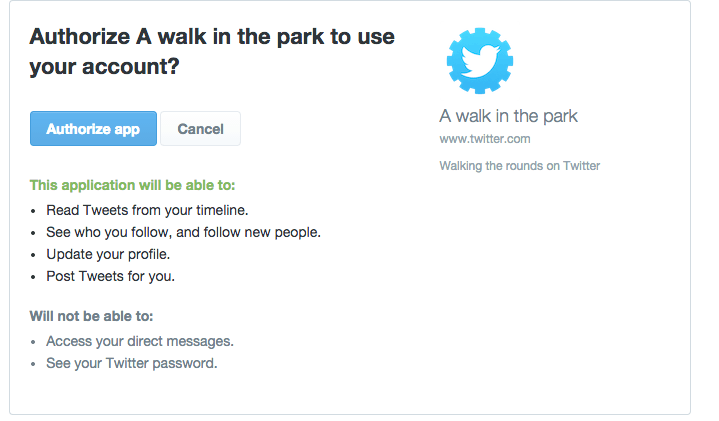 Authorize A walk in the park to use
your account?
Authorize app
Cancel
This application will be able to:
• Read Tweets from your timeline.
• See who you follow, and follow new people.
• Update your profile.
• Post Tweets for you.
Will not be able to:
• Access your direct messages.
• See your Twitter password.
A walk in the park
www.twitter.com
Walking the rounds on Twitter